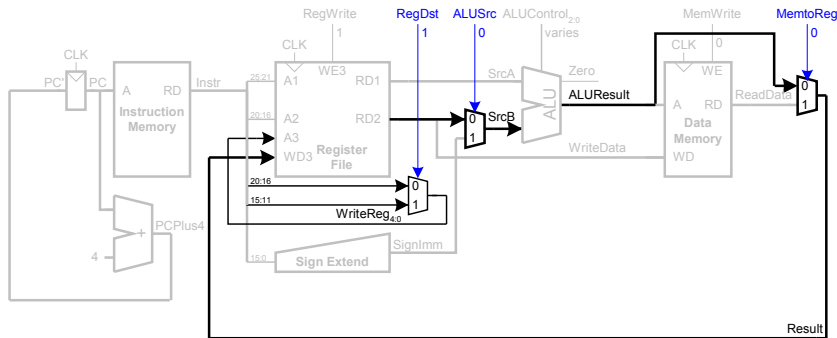 RegWrite
1
RegDst
1
ALUSrc
0
ALUControl2:0
varies
MemWrite
0
MemtoReg
0
CLK
CLK
CLK
PC'
PC
A
RD
Instruction
Memory
Instr
25:21
20:16
A1
A2
A3
WD3
WE3
RD1
RD2
Register
File
SrcA
0
1
SrcB
ALU
Zero
ALUResult
WriteData
A
RD
WE
Data
Memory
WD
ReadData
0
1
20:16
15:11
0
1
WriteReg4:0
PCPlus4
+
4
15:0
Sign Extend
SignImm
Result